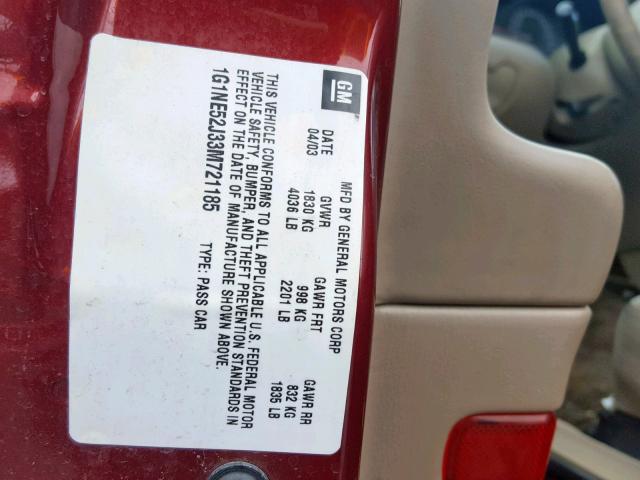 GM
MFD BY GENERAL MOTORS CORP
DATE GVWR GAWR FRT GAWR RR
04/03 1830 KG 998 KG 832 KG
4036 LB 2201 LB 1835 LB
THIS VEHICLE CONFORMS TO ALL APPLICABLE U.S. FEDERAL MOTOR
VEHICLE SAFETY, BUMPER, AND THEFT PREVENTION STANDARDS IN
EFFECT ON THE DATE OF MANUFACTURE SHOWN ABOVE.
1G1NE52J33M721185 TYPE: PASS CAR